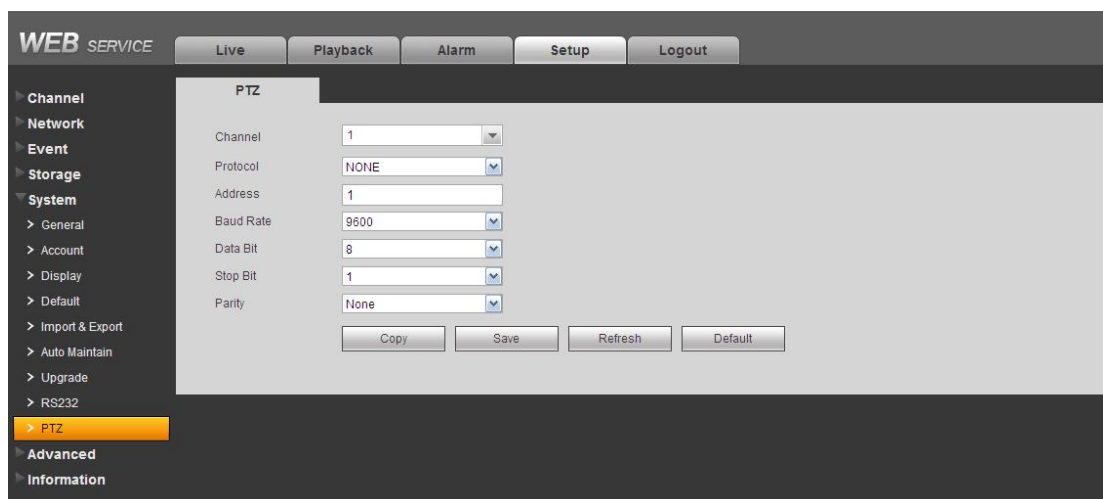 WEB SERVICE
Live Playback Alarm Setup Logout
Channel
Network
Event
Storage
System
> General
> Account
> Display
> Default
> Import & Export
> Auto Maintain
> Upgrade
> RS232
> PTZ
Advanced
Information
PTZ
Channel 1
Protocol NONE
Address 1
Baud Rate 9600
Data Bit 8
Stop Bit 1
Parity None
Copy Save Refresh Default